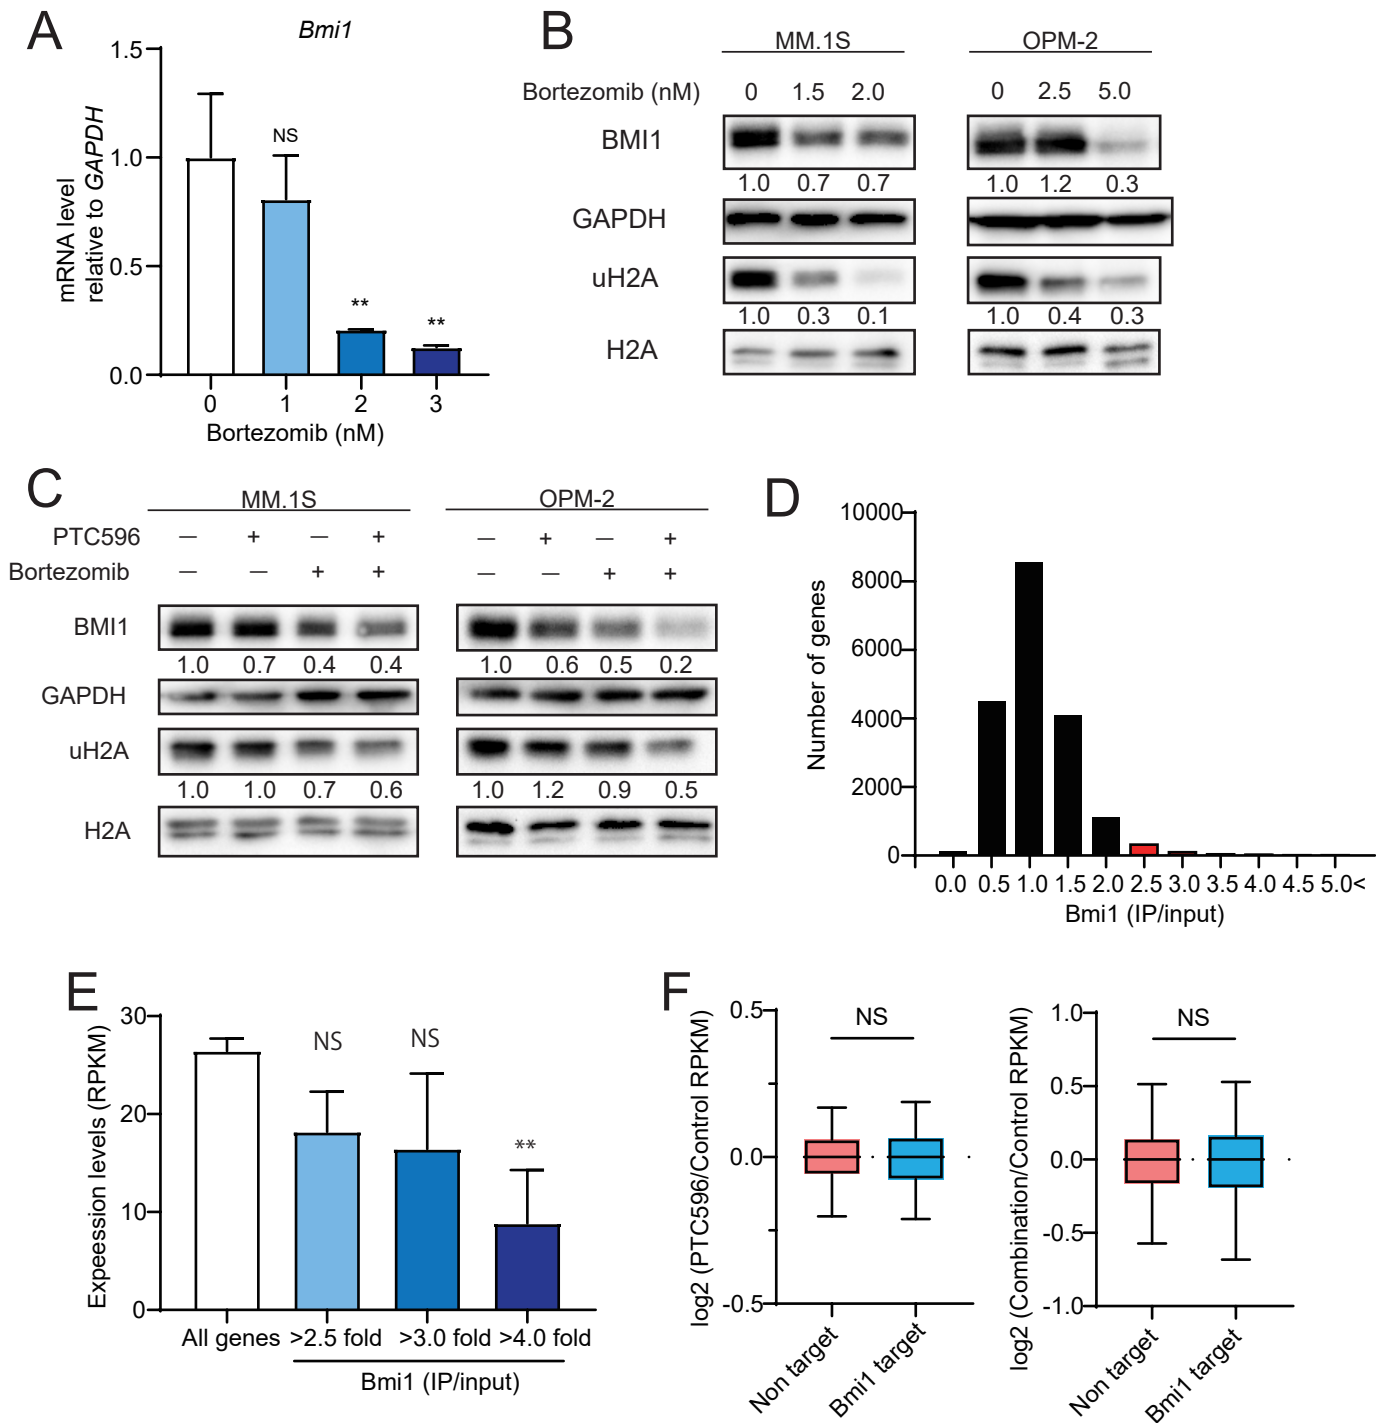 A
Bmi1
mRNA level
relative to GAPDH
1.5
1.0
0.5
0.0
NS
**
**
0 1 2 3
Bortezomib (nM)
B
MM.1S OPM-2
Bortezomib (nM) 0 1.5 2.0 0 2.5 5.0
BMI1
1.0 0.7 0.7 1.0 1.2 0.3
GAPDH
uH2A
1.0 0.3 0.1 1.0 0.4 0.3
H2A
C
MM.1S OPM-2
PTC596 — + — + — + — +
Bortezomib — — + + — — + +
BMI1
1.0 0.7 0.4 0.4 1.0 0.6 0.5 0.2
GAPDH
uH2A
1.0 1.0 0.7 0.6 1.0 1.2 0.9 0.5
H2A
D
Number of genes
10000
8000
6000
4000
2000
0
0.0 0.5 1.0 1.5 2.0 2.5 3.0 3.5 4.0 4.5 5.0<
Bmi1 (IP/input)
E
Expeession levels (RPKM)
30
20
10
0
NS
NS
**
All genes >2.5 fold >3.0 fold >4.0 fold
Bmi1 (IP/input)
F
log2 (PTC596/Control RPKM)
0.5
0.0
-0.5
NS
Non target
Bmi1 target
log2 (Combination/Control RPKM)
1.0
0.5
0.0
-0.5
-1.0
NS
Non target
Bmi1 target